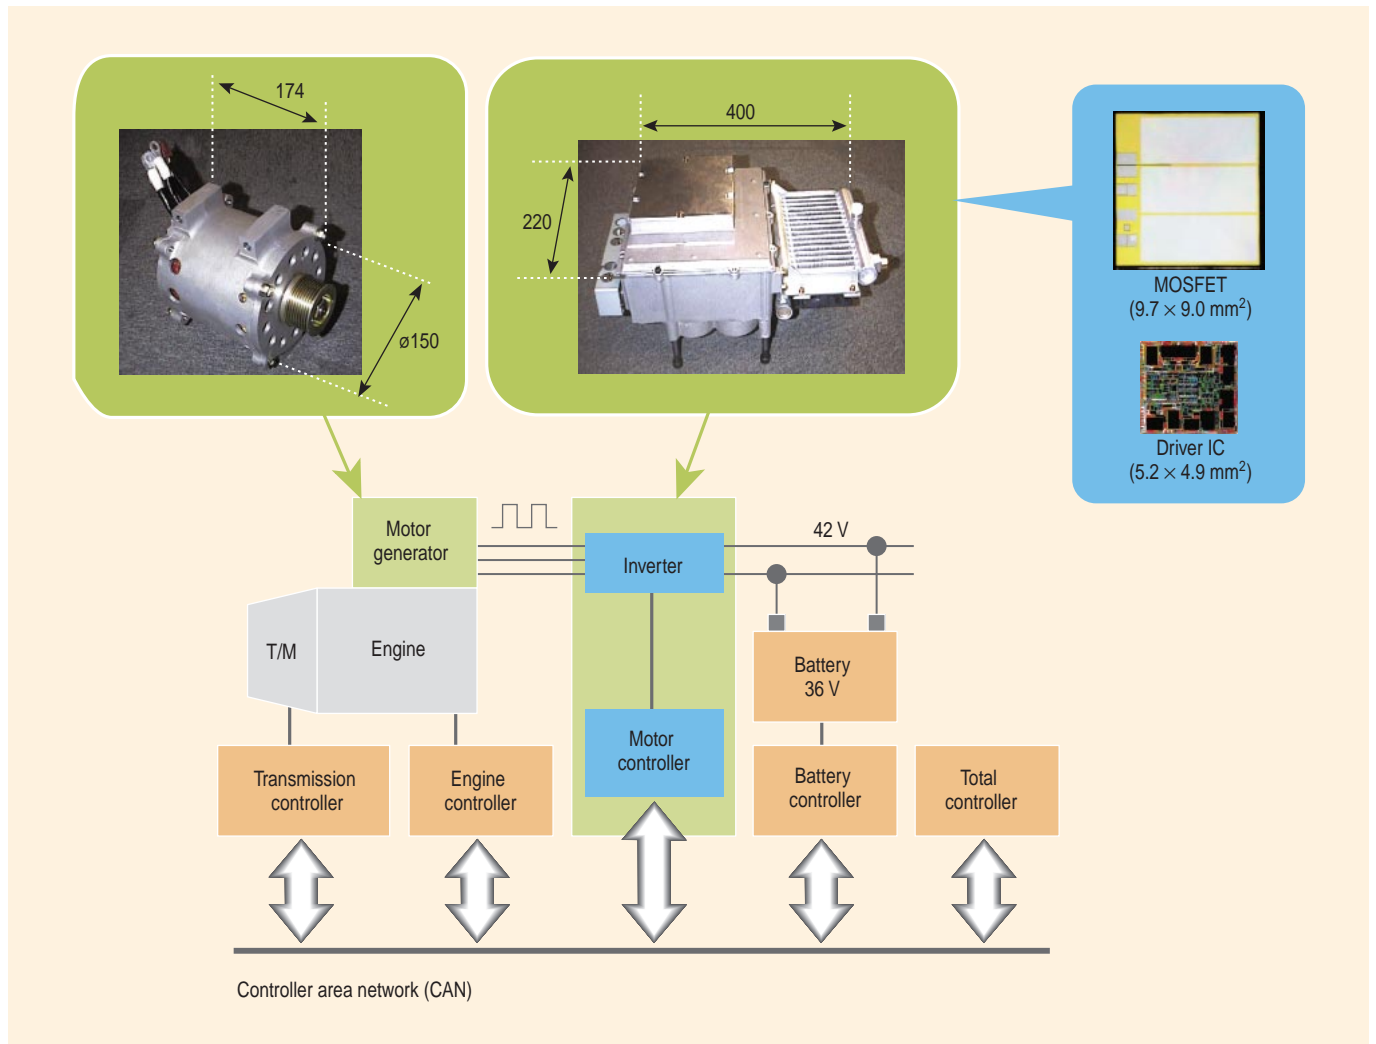 174
ø150
400
220
MOSFET
(9.7 × 9.0 mm²)
Driver IC
(5.2 × 4.9 mm²)
Motor
generator
Inverter
42 V
T/M
Engine
Battery
36 V
Motor
controller
Transmission
controller
Engine
controller
Battery
controller
Total
controller
Controller area network (CAN)